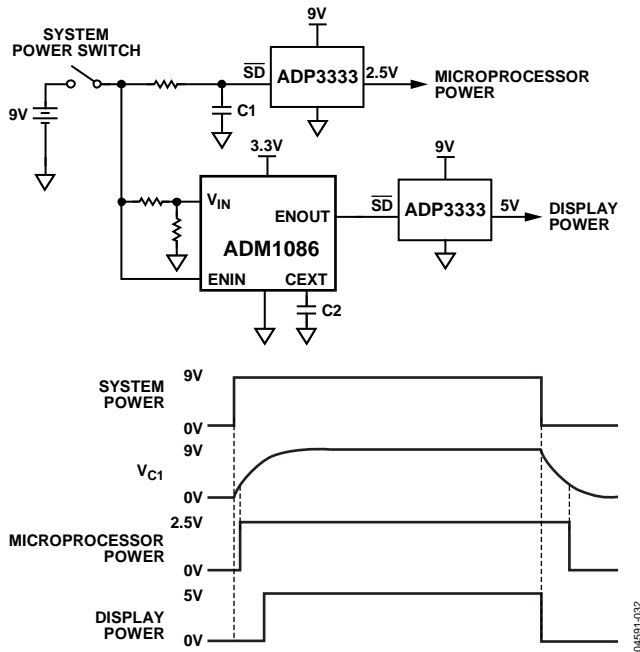 9V
SYSTEM
POWER SWITCH
SD
ADP3333
2.5V
MICROPROCESSOR
POWER
9V
C1
3.3V
9V
VIN
ENOUT
SD
ADP3333
5V
DISPLAY
POWER
ADM1086
ENIN
CEXT
C2
SYSTEM
POWER
9V
0V
VC1
9V
0V
MICROPROCESSOR
POWER
2.5V
0V
DISPLAY
POWER
5V
0V
04591-032